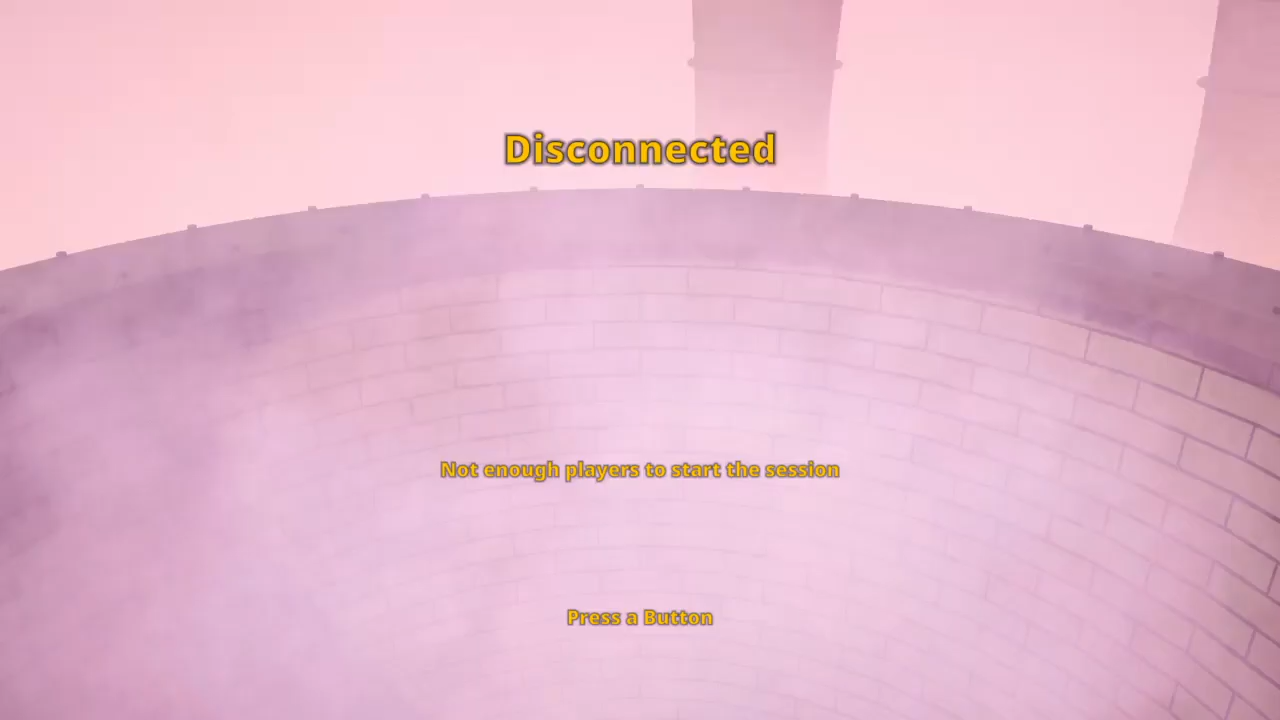 Disconnected
Not enough players to start the session
Press a Button